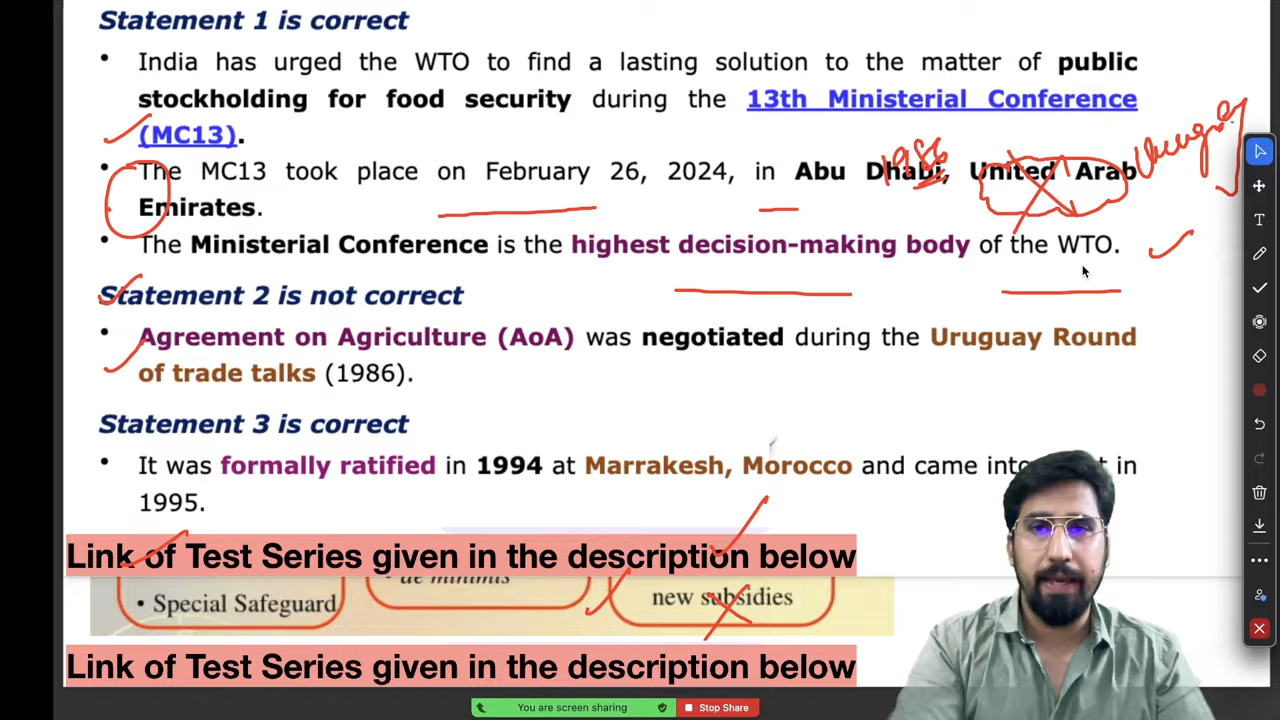 Statement 1 is correct
• India has urged the WTO to find a lasting solution to the matter of public
stockholding for food security during the 13th Ministerial Conference
(MC13).
• The MC13 took place on February 26, 2024, in Abu Dhabi, United Arab
Emirates.
1986
Uruguay
• The Ministerial Conference is the highest decision-making body of the WTO.
Statement 2 is not correct
• Agreement on Agriculture (AoA) was negotiated during the Uruguay Round
of trade talks (1986).
Statement 3 is correct
• It was formally ratified in 1994 at Marrakesh, Morocco and came into in
1995.
Link of Test Series given in the description below
de minimis
• Special Safeguard
new subsidies
Link of Test Series given in the description below
You are screen sharing
Stop Share